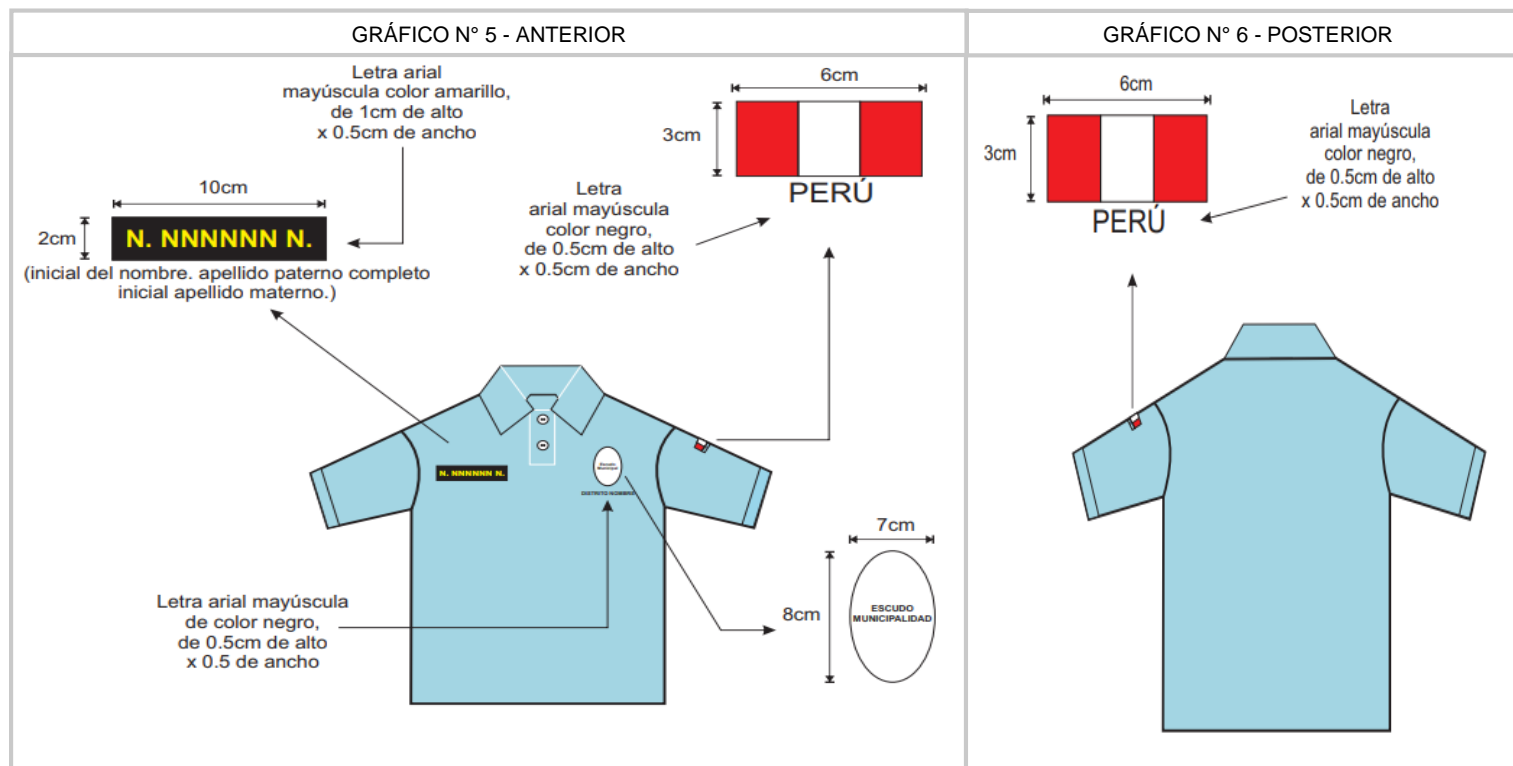 GRÁFICO N° 5 - ANTERIOR
Letra arial
mayúscula color amarillo,
de 1cm de alto
x 0.5cm de ancho
10cm
2cm
N. NNNNNN N.
(inicial del nombre. apellido paterno completo
inicial apellido materno.)
6cm
3cm
PERÚ
Letra
arial mayúscula
color negro,
de 0.5cm de alto
x 0.5cm de ancho
N. NNNNNN N.
Escudo
Municipal
DISTRITO NOMBRE
Letra arial mayúscula
de color negro,
de 0.5cm de alto
x 0.5 de ancho
7cm
8cm
ESCUDO
MUNICIPALIDAD
GRÁFICO N° 6 - POSTERIOR
6cm
3cm
PERÚ
Letra
arial mayúscula
color negro,
de 0.5cm de alto
x 0.5cm de ancho